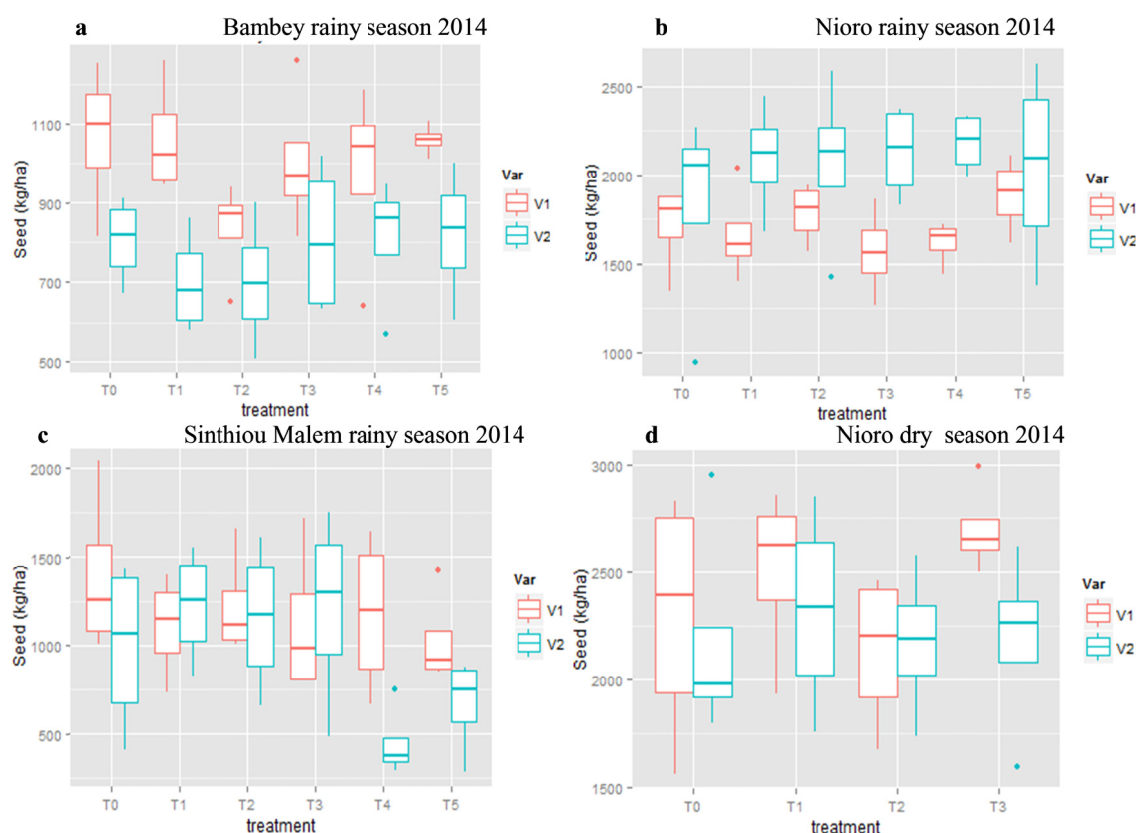 a Bambey rainy season 2014
Seed (kg/ha)
1100
900
700
500
T0 T1 T2 T3 T4 T5
treatment
Var
V1
V2
b Nioro rainy season 2014
Seed (kg/ha)
2500
2000
1500
1000
T0 T1 T2 T3 T4 T5
treatment
Var
V1
V2
c Sinthiou Malem rainy season 2014
Seed (kg/ha)
2000
1500
1000
500
T0 T1 T2 T3 T4 T5
treatment
Var
V1
V2
d Nioro dry season 2014
Seed (kg/ha)
3000
2500
2000
1500
T0 T1 T2 T3
treatment
Var
V1
V2